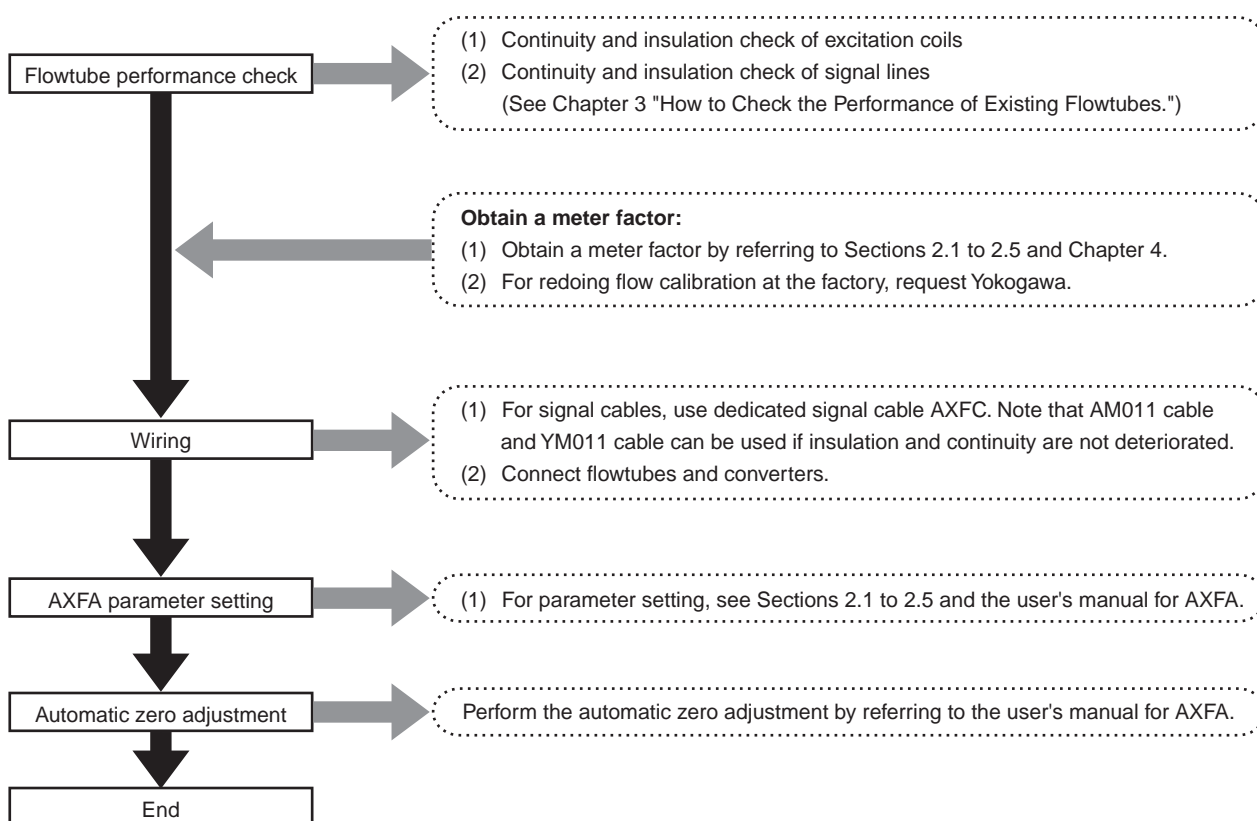 Flowtube performance check
(1) Continuity and insulation check of excitation coils
(2) Continuity and insulation check of signal lines
(See Chapter 3 "How to Check the Performance of Existing Flowtubes.")
Obtain a meter factor:
(1) Obtain a meter factor by referring to Sections 2.1 to 2.5 and Chapter 4.
(2) For redoing flow calibration at the factory, request Yokogawa.
Wiring
(1) For signal cables, use dedicated signal cable AXFC. Note that AM011 cable
and YM011 cable can be used if insulation and continuity are not deteriorated.
(2) Connect flowtubes and converters.
AXFA parameter setting
(1) For parameter setting, see Sections 2.1 to 2.5 and the user's manual for AXFA.
Automatic zero adjustment
Perform the automatic zero adjustment by referring to the user's manual for AXFA.
End